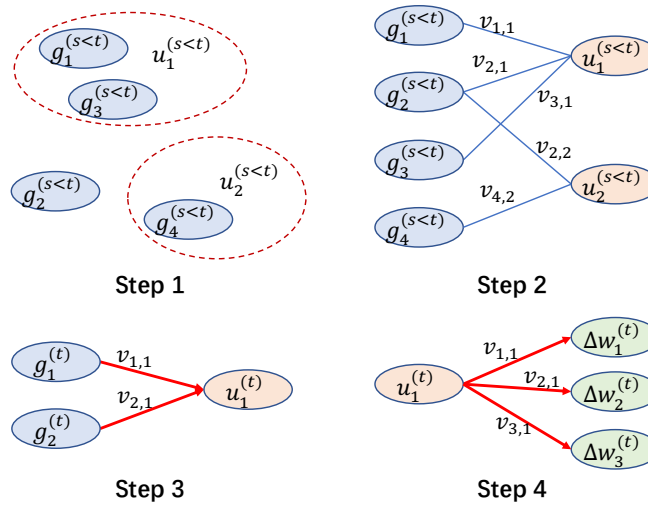 g_1^{(s<t)}
u_1^{(s<t)}
g_3^{(s<t)}
g_2^{(s<t)}
u_2^{(s<t)}
g_4^{(s<t)}
Step 1
g_1^{(s<t)}
v_{1,1}
u_1^{(s<t)}
v_{2,1}
g_2^{(s<t)}
v_{3,1}
g_3^{(s<t)}
v_{2,2}
u_2^{(s<t)}
v_{4,2}
g_4^{(s<t)}
Step 2
g_1^{(t)}
v_{1,1}
u_1^{(t)}
v_{2,1}
g_2^{(t)}
Step 3
v_{1,1}
Δw_1^{(t)}
u_1^{(t)}
v_{2,1}
Δw_2^{(t)}
v_{3,1}
Δw_3^{(t)}
Step 4